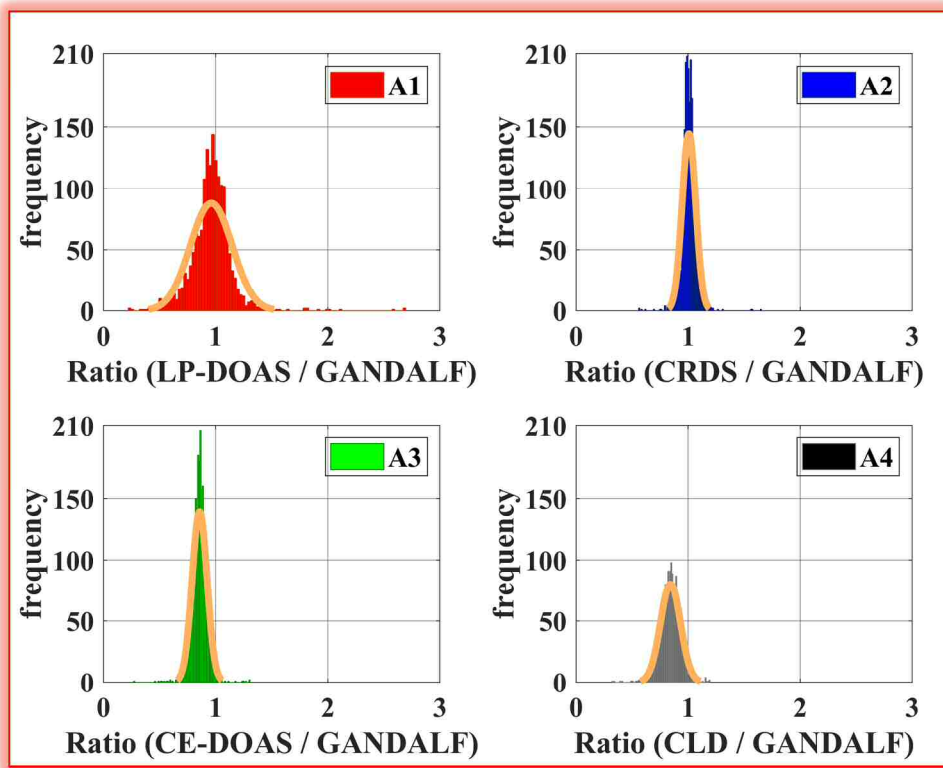 210
150
100
50
0
frequency
A1
0 1 2 3
Ratio (LP-DOAS / GANDALF)
210
150
100
50
0
frequency
A2
0 1 2 3
Ratio (CRDS / GANDALF)
210
150
100
50
0
frequency
A3
0 1 2 3
Ratio (CE-DOAS / GANDALF)
210
150
100
50
0
frequency
A4
0 1 2 3
Ratio (CLD / GANDALF)